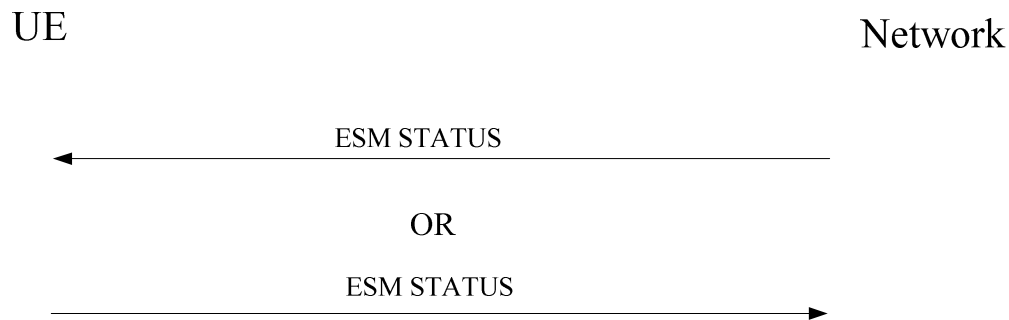 UE
Network
ESM STATUS
OR
ESM STATUS